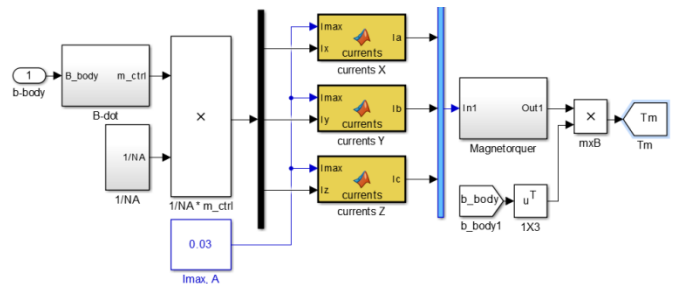 1
b-body
B_body
m_ctrl
B-dot
1/NA
1/NA
×
1/NA * m_ctrl
0.03
Imax, A
Imax
Ix
Ia
currents
currents X
Imax
Iy
Ib
currents
currents Y
Imax
Iz
Ic
currents
currents Z
In1
Out1
Magnetorquer
b_body
b_body1
uT
1X3
×
mxB
Tm
Tm